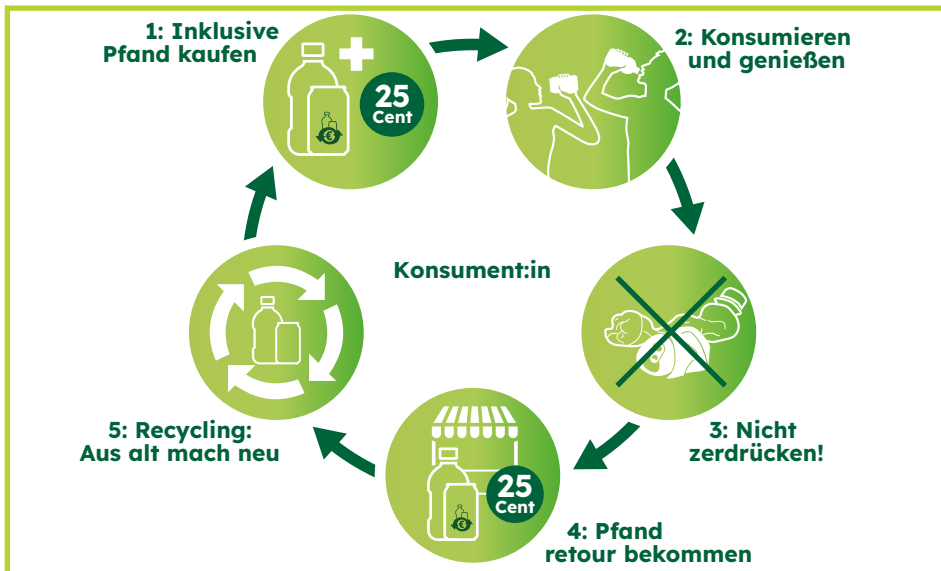 1: Inklusive
Pfand kaufen
25
Cent
2: Konsumieren
und genießen
Konsument:in
3: Nicht
zerdrücken!
25
Cent
4: Pfand
retour bekommen
5: Recycling:
Aus alt mach neu